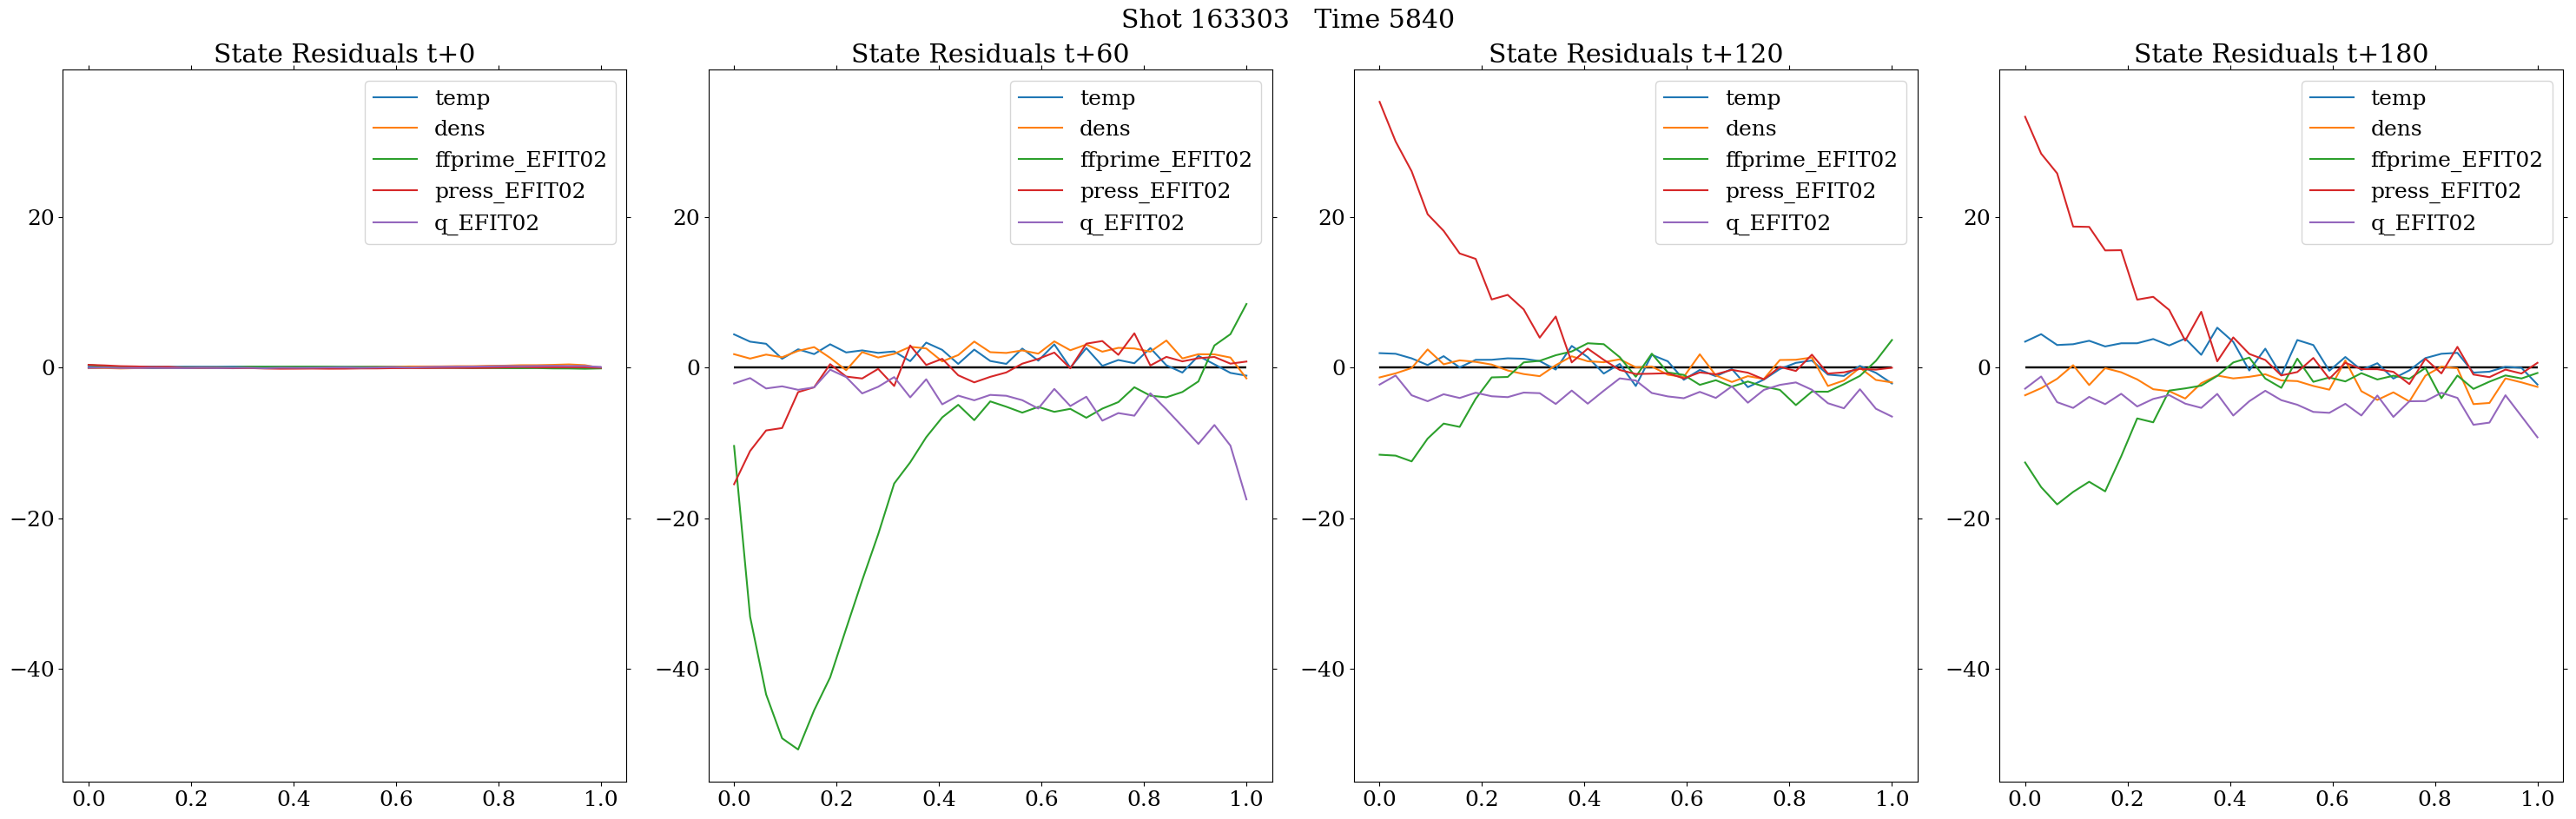 Shot 163303   Time 5840
State Residuals t+0
temp
dens
ffprime_EFIT02
press_EFIT02
q_EFIT02
20
0
−20
−40
0.0 0.2 0.4 0.6 0.8 1.0
State Residuals t+60
temp
dens
ffprime_EFIT02
press_EFIT02
q_EFIT02
20
0
−20
−40
0.0 0.2 0.4 0.6 0.8 1.0
State Residuals t+120
temp
dens
ffprime_EFIT02
press_EFIT02
q_EFIT02
20
0
−20
−40
0.0 0.2 0.4 0.6 0.8 1.0
State Residuals t+180
temp
dens
ffprime_EFIT02
press_EFIT02
q_EFIT02
20
0
−20
−40
0.0 0.2 0.4 0.6 0.8 1.0